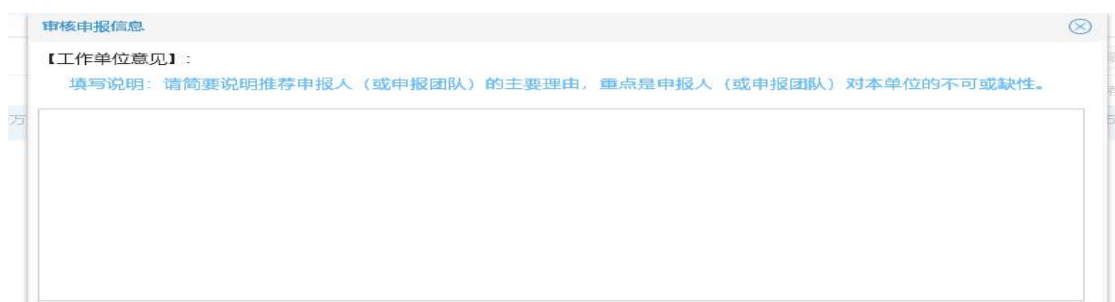 审核申报信息
【工作单位意见】:
填写说明：请简要说明推荐申报人（或申报团队）的主要理由，重点是申报人（或申报团队）对本单位的不可或缺性。
万